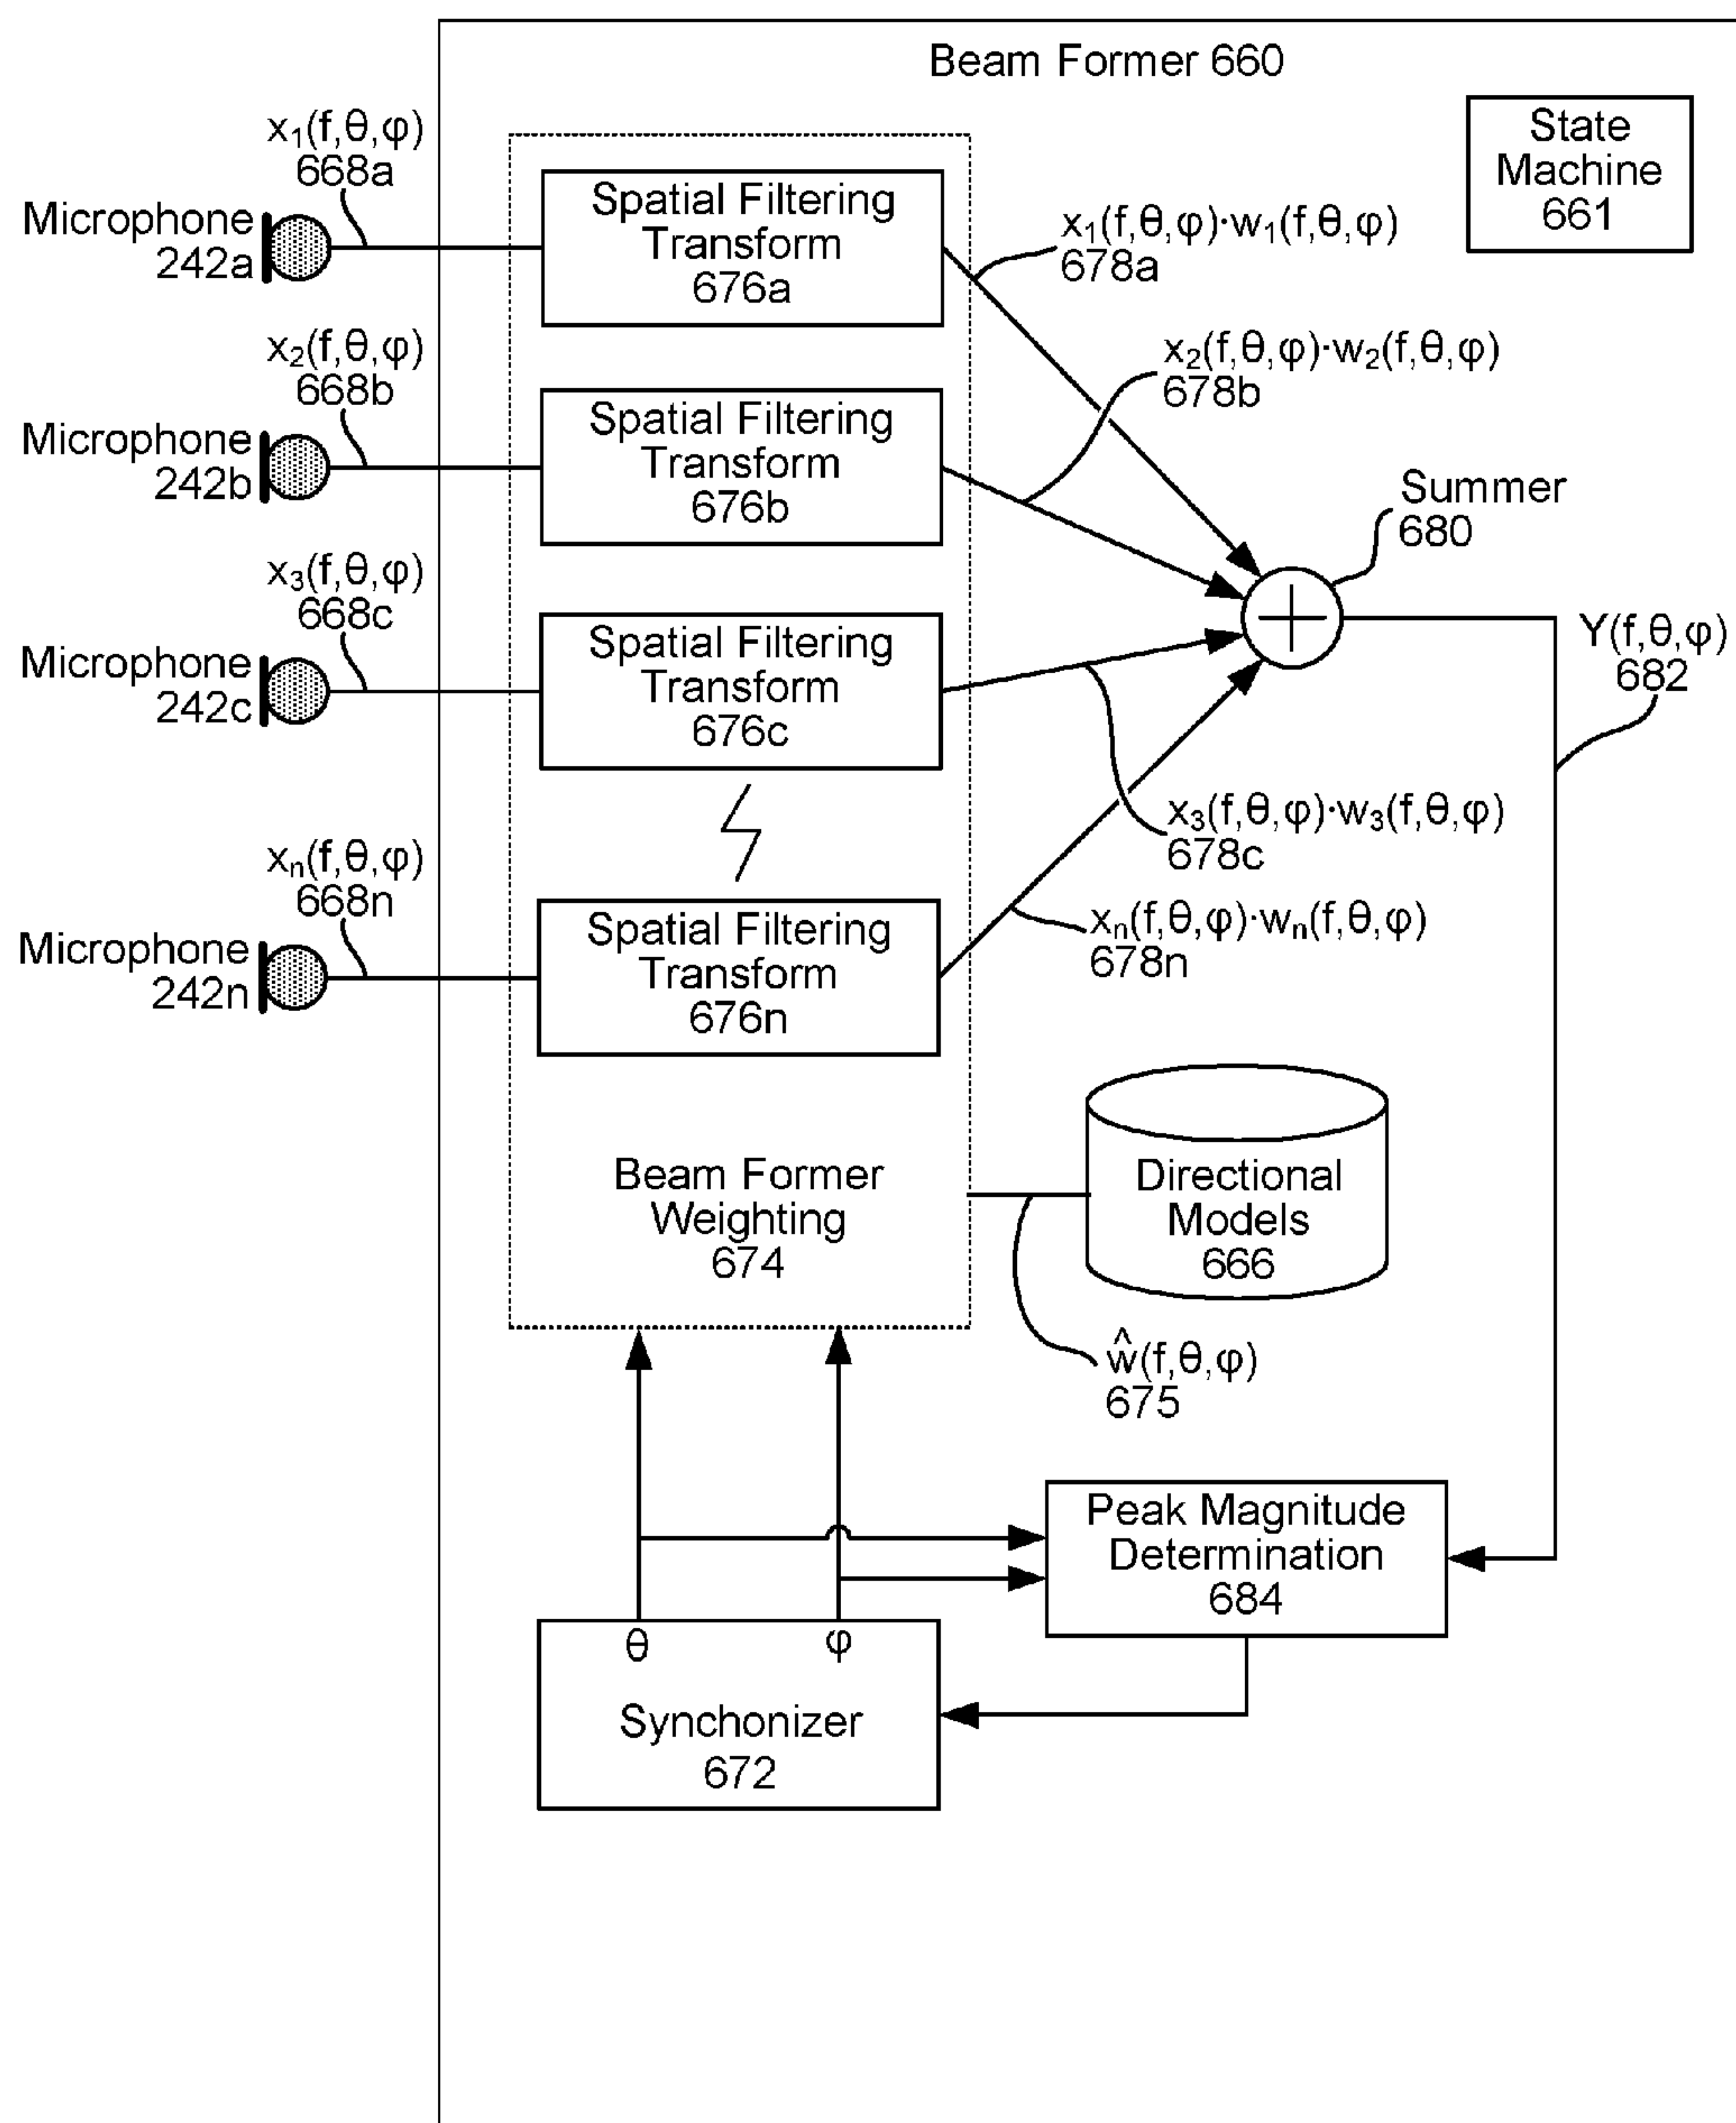 Beam Former 660
State
Machine
661
x₁(f,θ,φ)
668a
Microphone
242a
Spatial Filtering
Transform
676a
x₁(f,θ,φ)·w₁(f,θ,φ)
678a
x₂(f,θ,φ)
668b
Microphone
242b
Spatial Filtering
Transform
676b
x₂(f,θ,φ)·w₂(f,θ,φ)
678b
Summer
680
x₃(f,θ,φ)
668c
Microphone
242c
Spatial Filtering
Transform
676c
Y(f,θ,φ)
682
x₃(f,θ,φ)·w₃(f,θ,φ)
678c
xₙ(f,θ,φ)
668n
Microphone
242n
Spatial Filtering
Transform
676n
xₙ(f,θ,φ)·wₙ(f,θ,φ)
678n
Beam Former
Weighting
674
Directional
Models
666
ŵ(f,θ,φ)
675
Peak Magnitude
Determination
684
θ φ
Synchonizer
672